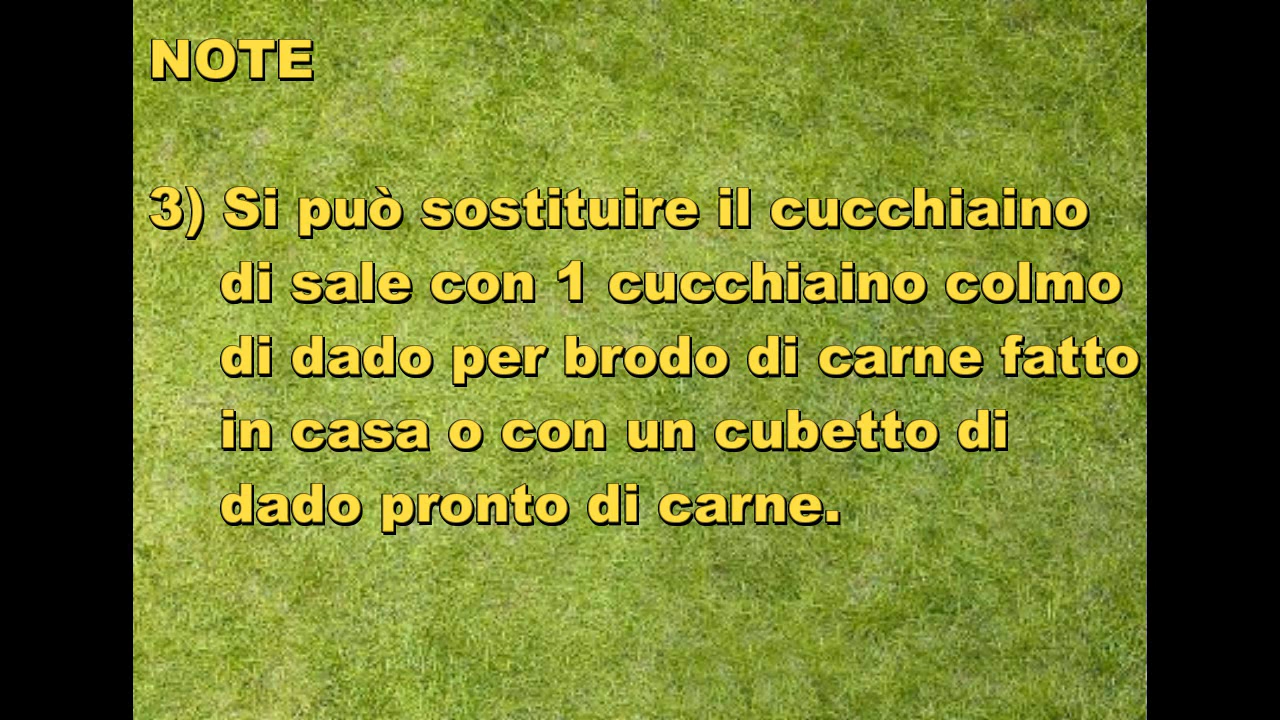 NOTE
3) Si può sostituire il cucchiaino
di sale con 1 cucchiaino colmo
di dado per brodo di carne fatto
in casa o con un cubetto di
dado pronto di carne.